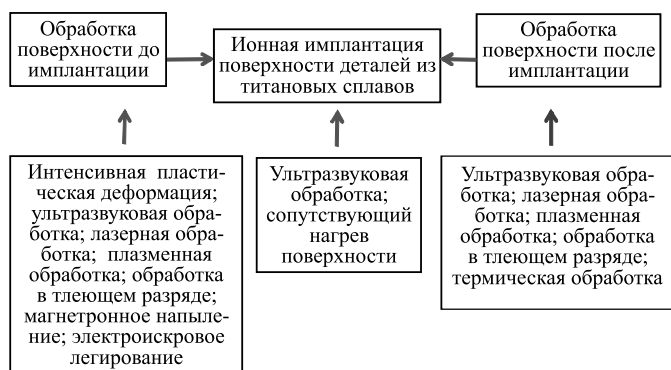 Обработка
поверхности до
имплантации
Ионная имплантация
поверхности деталей из
титановых сплавов
Обработка
поверхности после
имплантации
Интенсивная пласти-
ческая деформация;
ультразвуковая обра-
ботка; лазерная обра-
ботка; плазменная
обработка; обработка
в тлеющем разряде;
магнетронное напыле-
ние; электроискровое
легирование
Ультразвуковая
обработка;
сопутствующий
нагрев
поверхности
Ультразвуковая обра-
ботка; лазерная обра-
ботка; плазменная
обработка; обработка
в тлеющем разряде;
термическая обработка